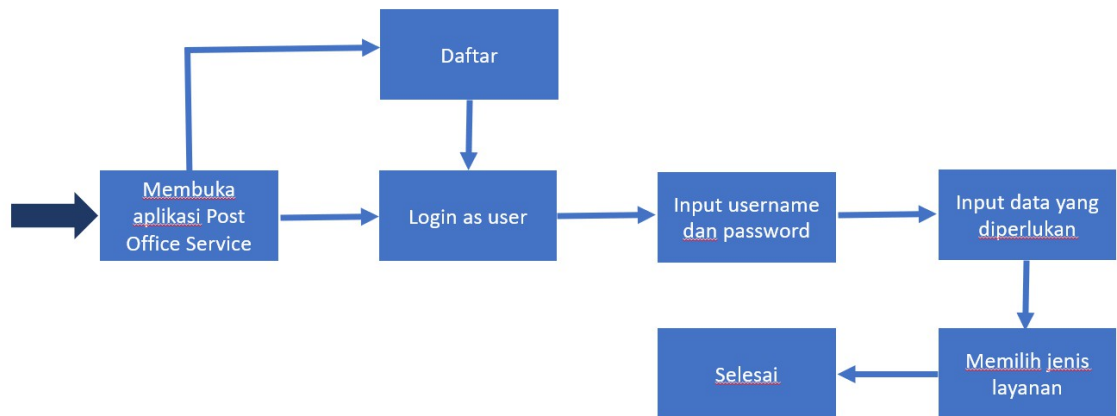 Daftar
Membuka
aplikasi Post
Office Service
Login as user
Input username
dan password
Input data yang
diperlukan
Memilih jenis
layanan
Selesai